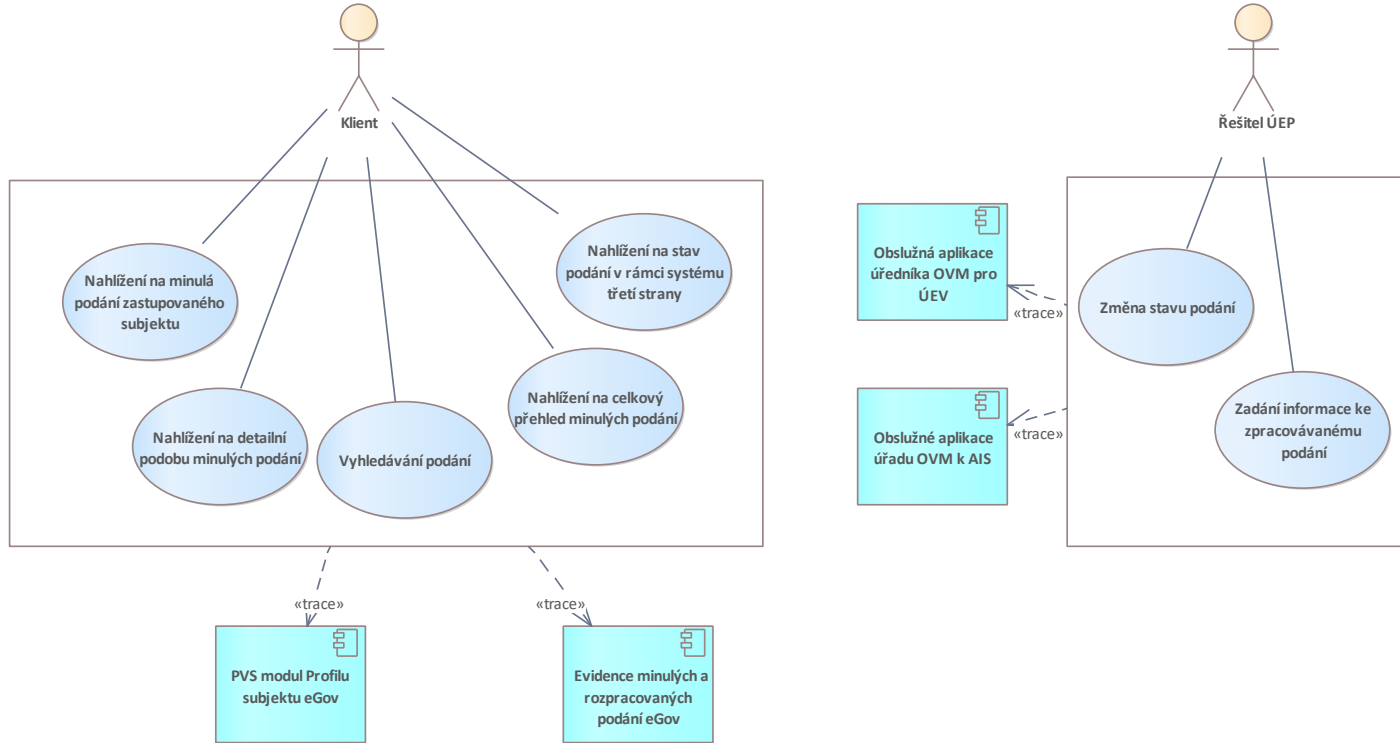 Klient
Řešitel ÚEP
Nahlížení na minulá
podání zastupovaného
subjektu
Nahlížení na stav
podání v rámci systému
třetí strany
Nahlížení na detailní
podobu minulých podání
Vyhledávání podání
Nahlížení na celkový
přehled minulých podání
Obslužná aplikace
úředníka OVM pro
ÚEV
«trace»
Změna stavu podání
Obslužné aplikace
úřadu OVM k AIS
«trace»
Zadání informace ke
zpracovávanému
podání
«trace»
«trace»
PVS modul Profilu
subjektu eGov
Evidence minulých a
rozpracovaných
podání eGov